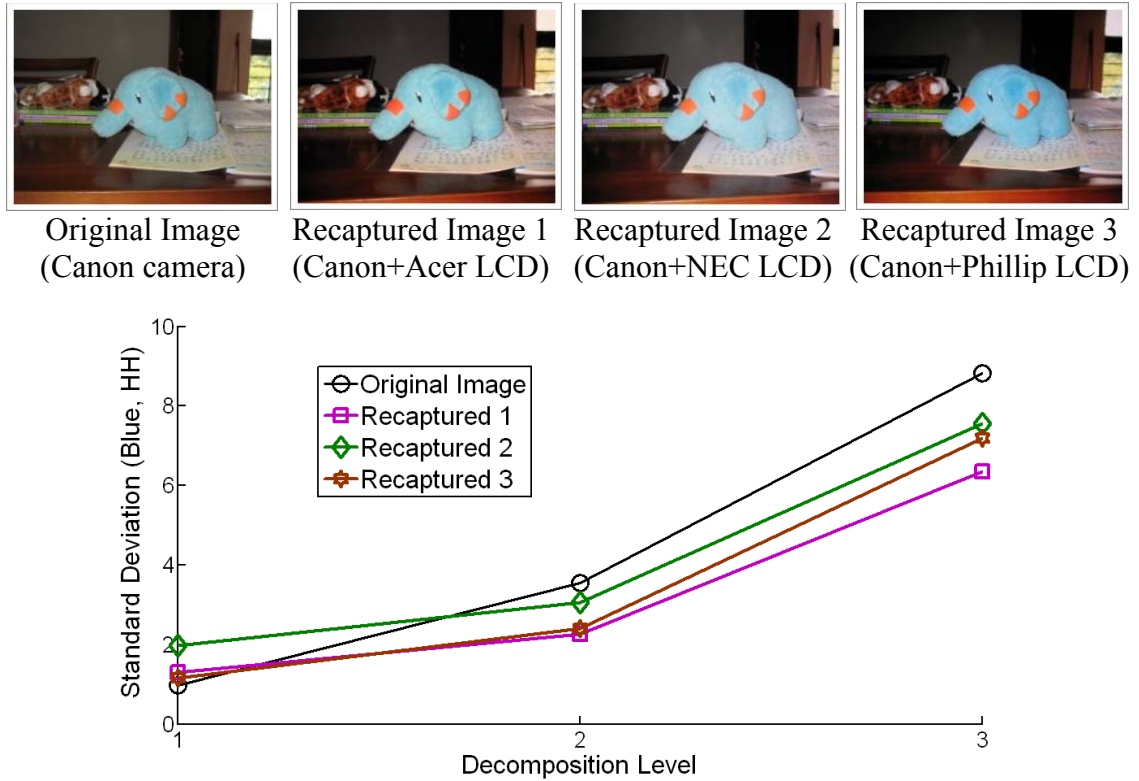 Original Image
(Canon camera)
Recaptured Image 1
(Canon+Acer LCD)
Recaptured Image 2
(Canon+NEC LCD)
Recaptured Image 3
(Canon+Phillip LCD)
10
8
6
4
2
0
Standard Deviation (Blue, HH)
Original Image
Recaptured 1
Recaptured 2
Recaptured 3
1
2
3
Decomposition Level